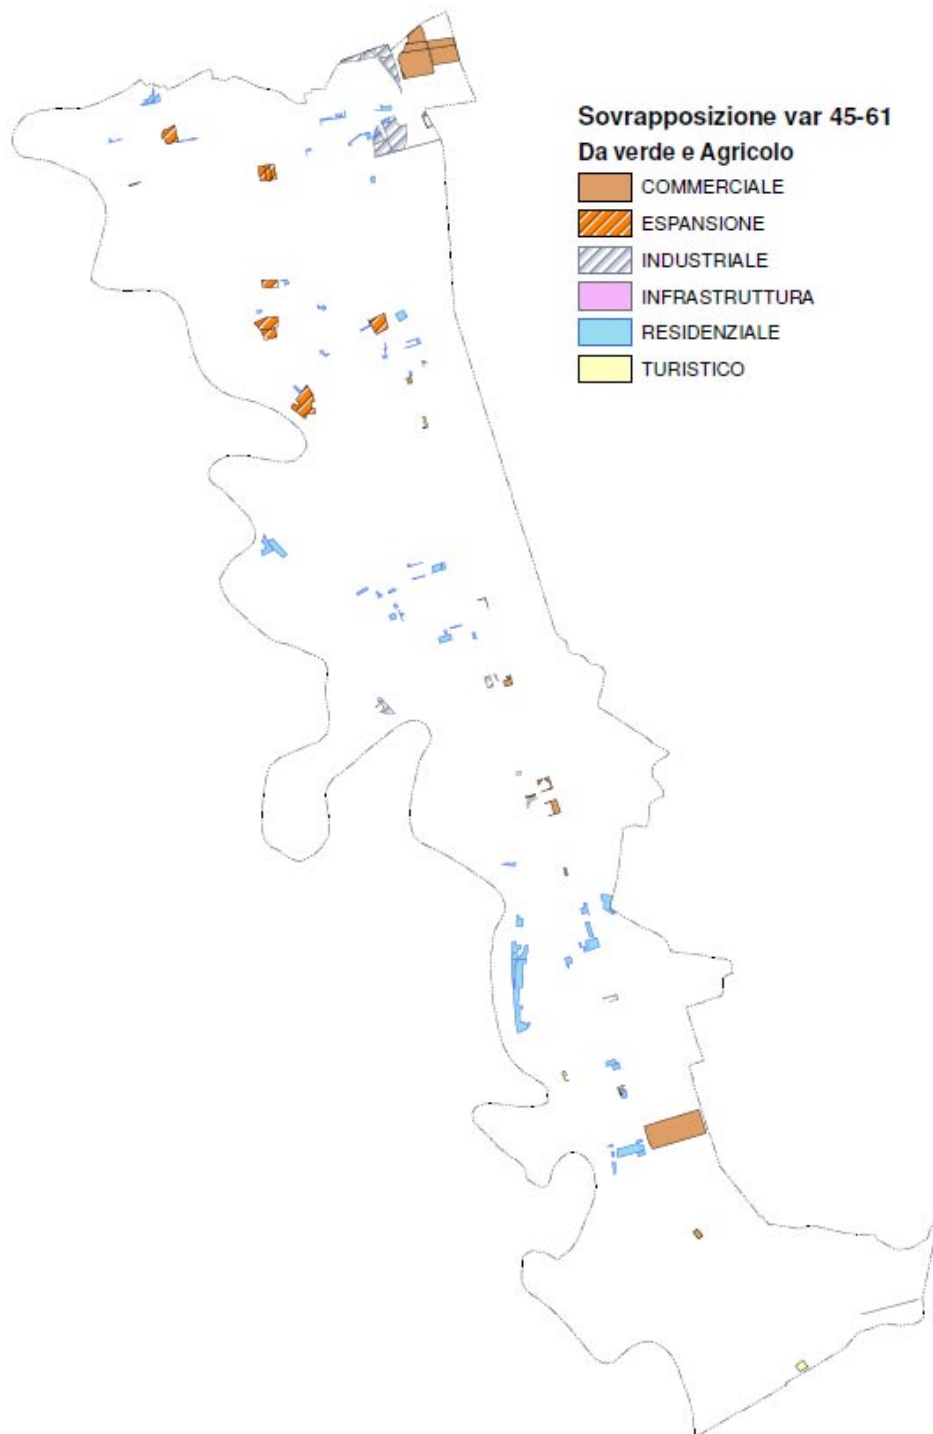 Sovrapposizione var 45-61
Da verde e Agricolo
COMMERCIALE
ESPANSIONE
INDUSTRIALE
INFRASTRUTTURA
RESIDENZIALE
TURISTICO